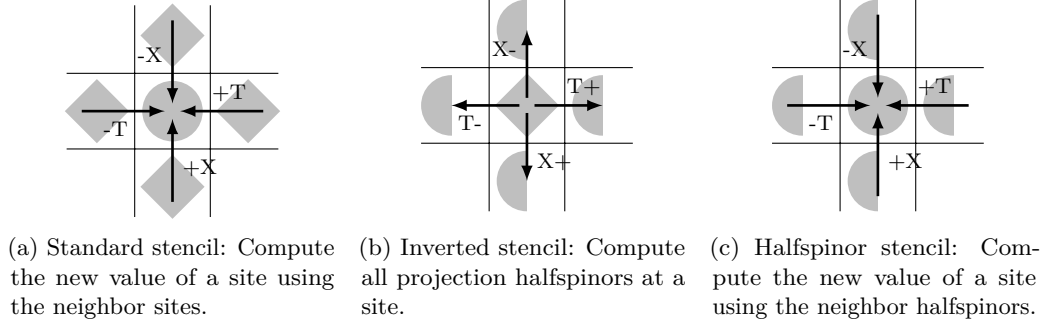 -X
+T
-T
+X
X-
T+
T-
X+
-X
+T
-T
+X
(a) Standard stencil: Compute
the new value of a site using
the neighbor sites.
(b) Inverted stencil: Compute
all projection halfspinors at a
site.
(c) Halfspinor stencil: Com-
pute the new value of a site
using the neighbor halfspinors.